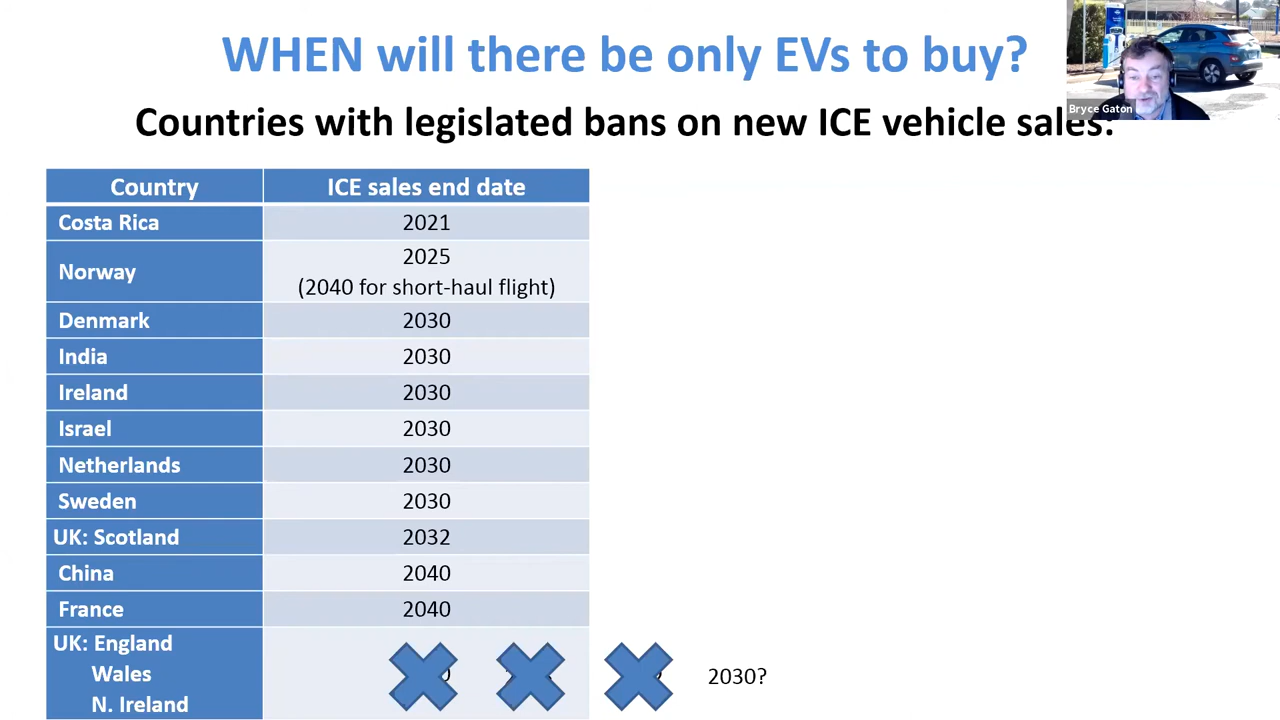 WHEN will there be only EVs to buy?
Bryce Gaton
Countries with legislated bans on new ICE vehicle sales:
Country ICE sales end date
Costa Rica 2021
Norway 2025
(2040 for short-haul flight)
Denmark 2030
India 2030
Ireland 2030
Israel 2030
Netherlands 2030
Sweden 2030
UK: Scotland 2032
China 2040
France 2040
UK: England
Wales 2030?
N. Ireland